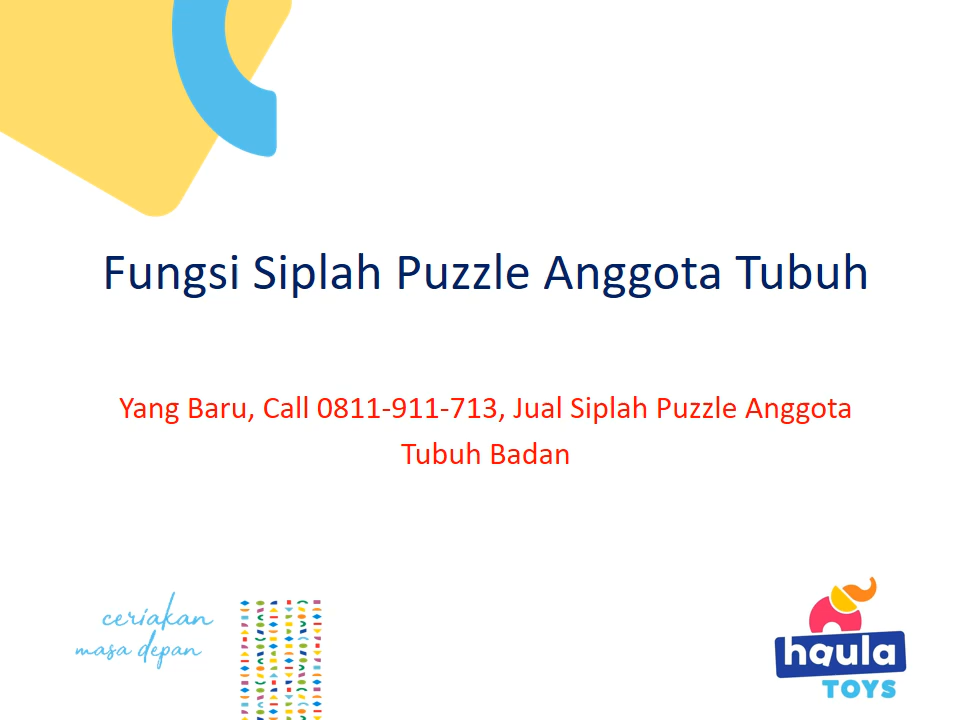 Fungsi Siplah Puzzle Anggota Tubuh
Yang Baru, Call 0811-911-713, Jual Siplah Puzzle Anggota
Tubuh Badan
ceriakan
masa depan
haula
TOYS